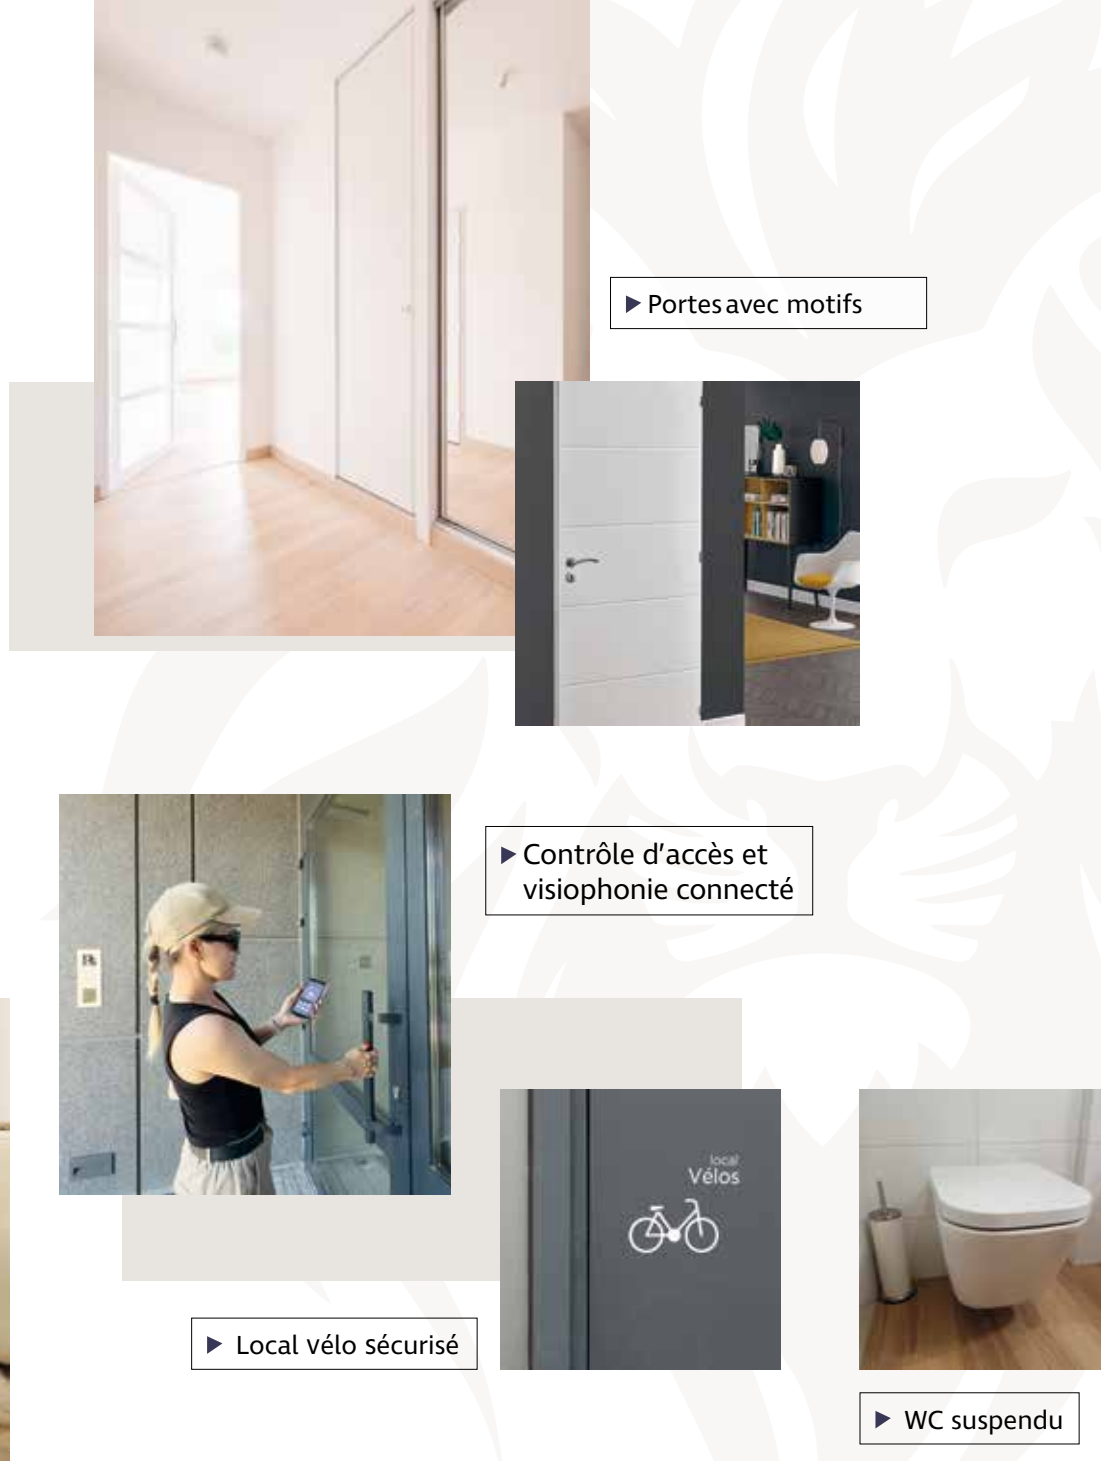 Portes avec motifs
Contrôle d'accès et
visiophonie connecté
local
Vélos
Local vélo sécurisé
WC suspendu